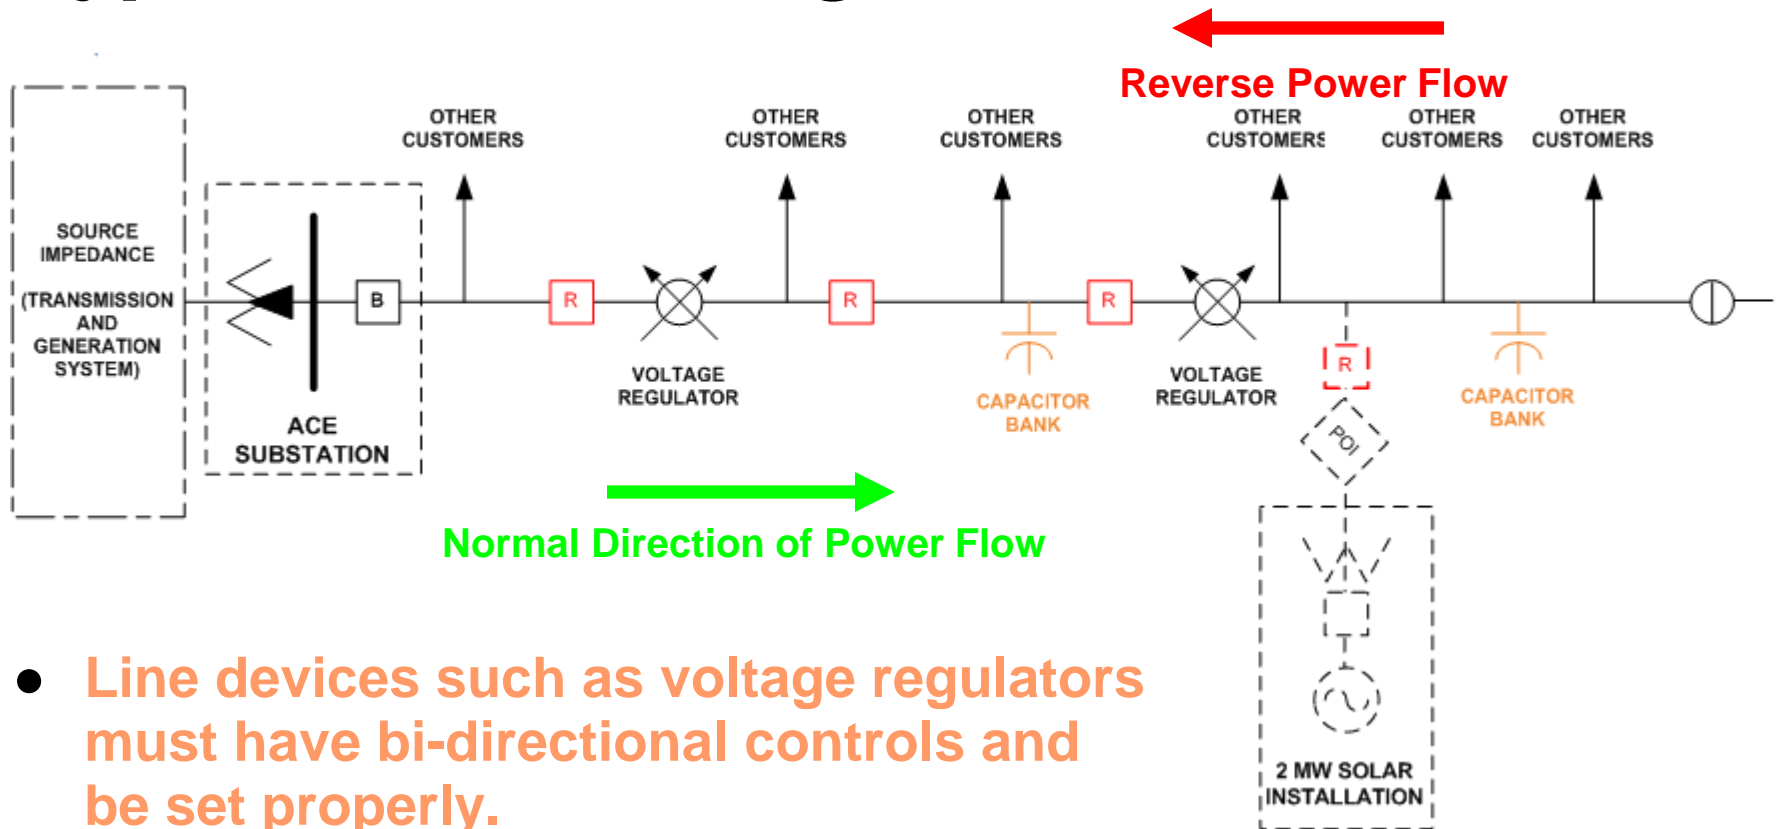 Reverse Power Flow
OTHER
CUSTOMERS
OTHER
CUSTOMERS
OTHER
CUSTOMERS
OTHER
CUSTOMERS
OTHER
CUSTOMERS
OTHER
CUSTOMERS
SOURCE
IMPEDANCE
(TRANSMISSION
AND
GENERATION
SYSTEM)
B
R
R
R
R
VOLTAGE
REGULATOR
VOLTAGE
REGULATOR
CAPACITOR
BANK
CAPACITOR
BANK
ACE
SUBSTATION
POI
Normal Direction of Power Flow
2 MW SOLAR
INSTALLATION
● Line devices such as voltage regulators
must have bi-directional controls and
be set properly.